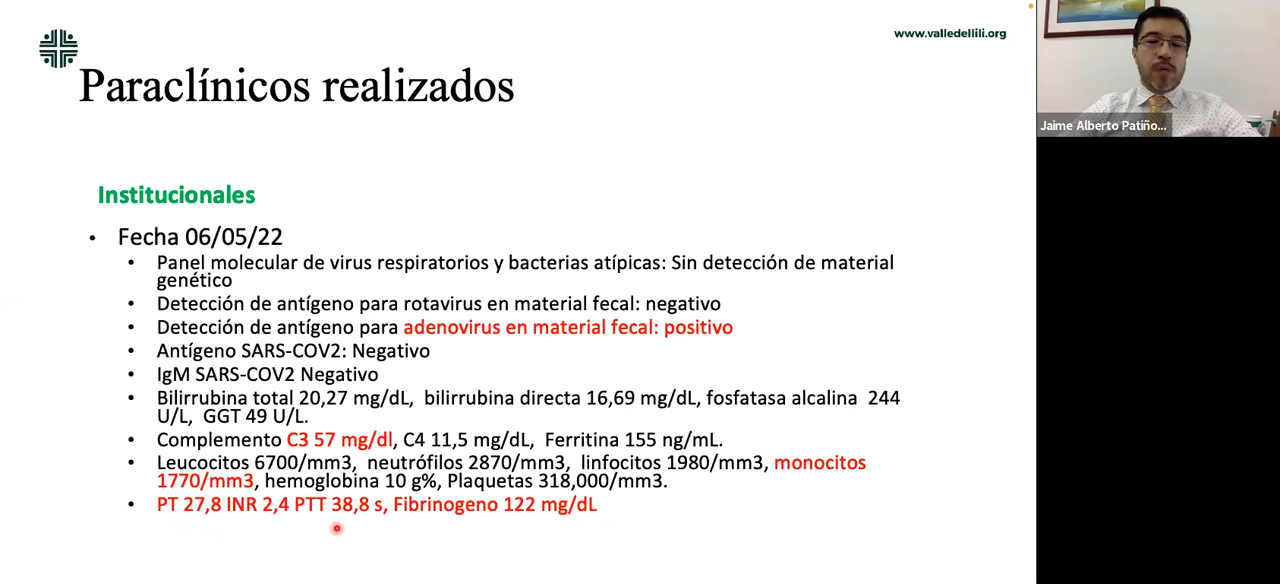 www.valledellili.org
Paraclínicos realizados
Jaime Alberto Patiño...
Institucionales
• Fecha 06/05/22
• Panel molecular de virus respiratorios y bacterias atípicas: Sin detección de material
genético
• Detección de antígeno para rotavirus en material fecal: negativo
• Detección de antígeno para adenovirus en material fecal: positivo
• Antígeno SARS-COV2: Negativo
• IgM SARS-COV2 Negativo
• Bilirrubina total 20,27 mg/dL, bilirrubina directa 16,69 mg/dL, fosfatasa alcalina 244
U/L, GGT 49 U/L.
• Complemento C3 57 mg/dl, C4 11,5 mg/dL, Ferritina 155 ng/mL.
• Leucocitos 6700/mm3, neutrófilos 2870/mm3, linfocitos 1980/mm3, monocitos
1770/mm3, hemoglobina 10 g%, Plaquetas 318,000/mm3.
• PT 27,8 INR 2,4 PTT 38,8 s, Fibrinogeno 122 mg/dL